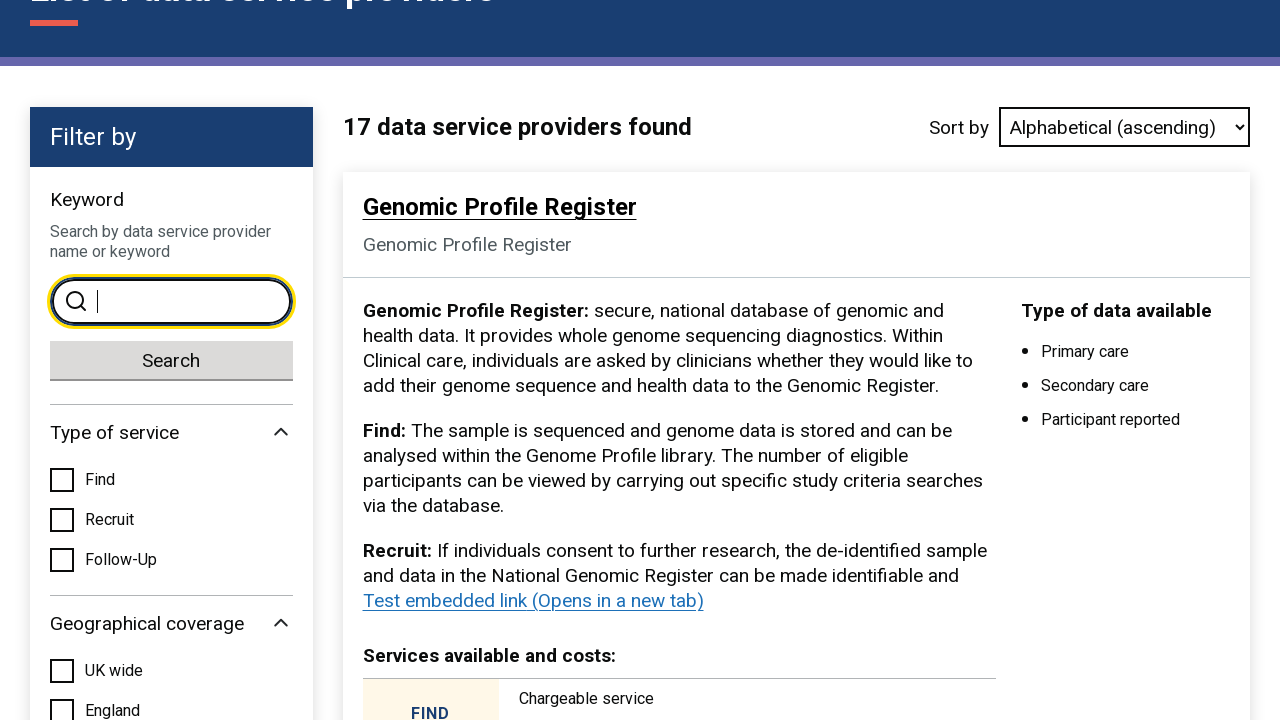 List of data service providers
Filter by
Keyword
Search by data service provider
name or keyword
Search
Type of service
Find
Recruit
Follow-Up
Geographical coverage
UK wide
England
17 data service providers found
Sort by
Alphabetical (ascending)
Genomic Profile Register
Genomic Profile Register
Genomic Profile Register: secure, national database of genomic and
health data. It provides whole genome sequencing diagnostics. Within
Clinical care, individuals are asked by clinicians whether they would like to
add their genome sequence and health data to the Genomic Register.
Find: The sample is sequenced and genome data is stored and can be
analysed within the Genome Profile library. The number of eligible
participants can be viewed by carrying out specific study criteria searches
via the database.
Recruit: If individuals consent to further research, the de-identified sample
and data in the National Genomic Register can be made identifiable and
Test embedded link (Opens in a new tab)
Services available and costs:
FIND
Chargeable service
Type of data available
Primary care
Secondary care
Participant reported